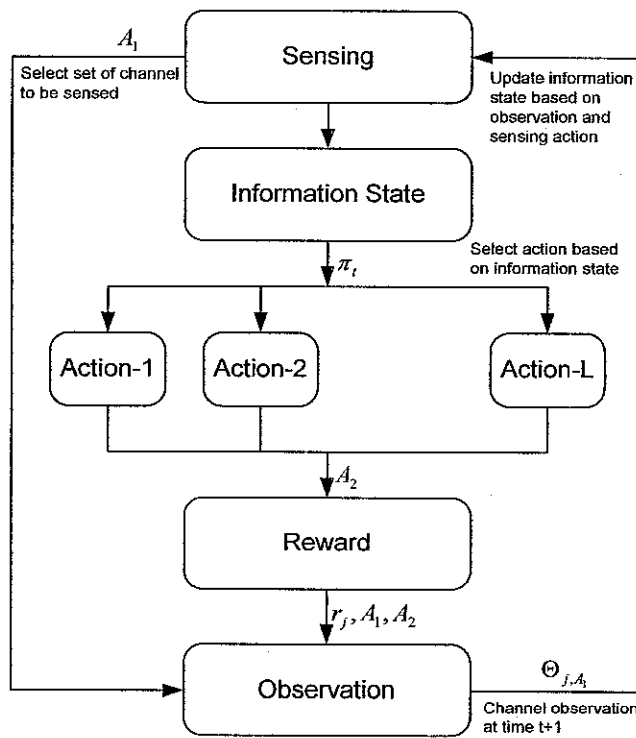 A₁
Select set of channel
to be sensed
Sensing
Update information
state based on
observation and
sensing action
Information State
πₜ
Select action based
on information state
Action-1
Action-2
Action-L
A₂
Reward
rⱼ, A₁, A₂
Observation
Θ_{j,A₁}
Channel observation
at time t+1